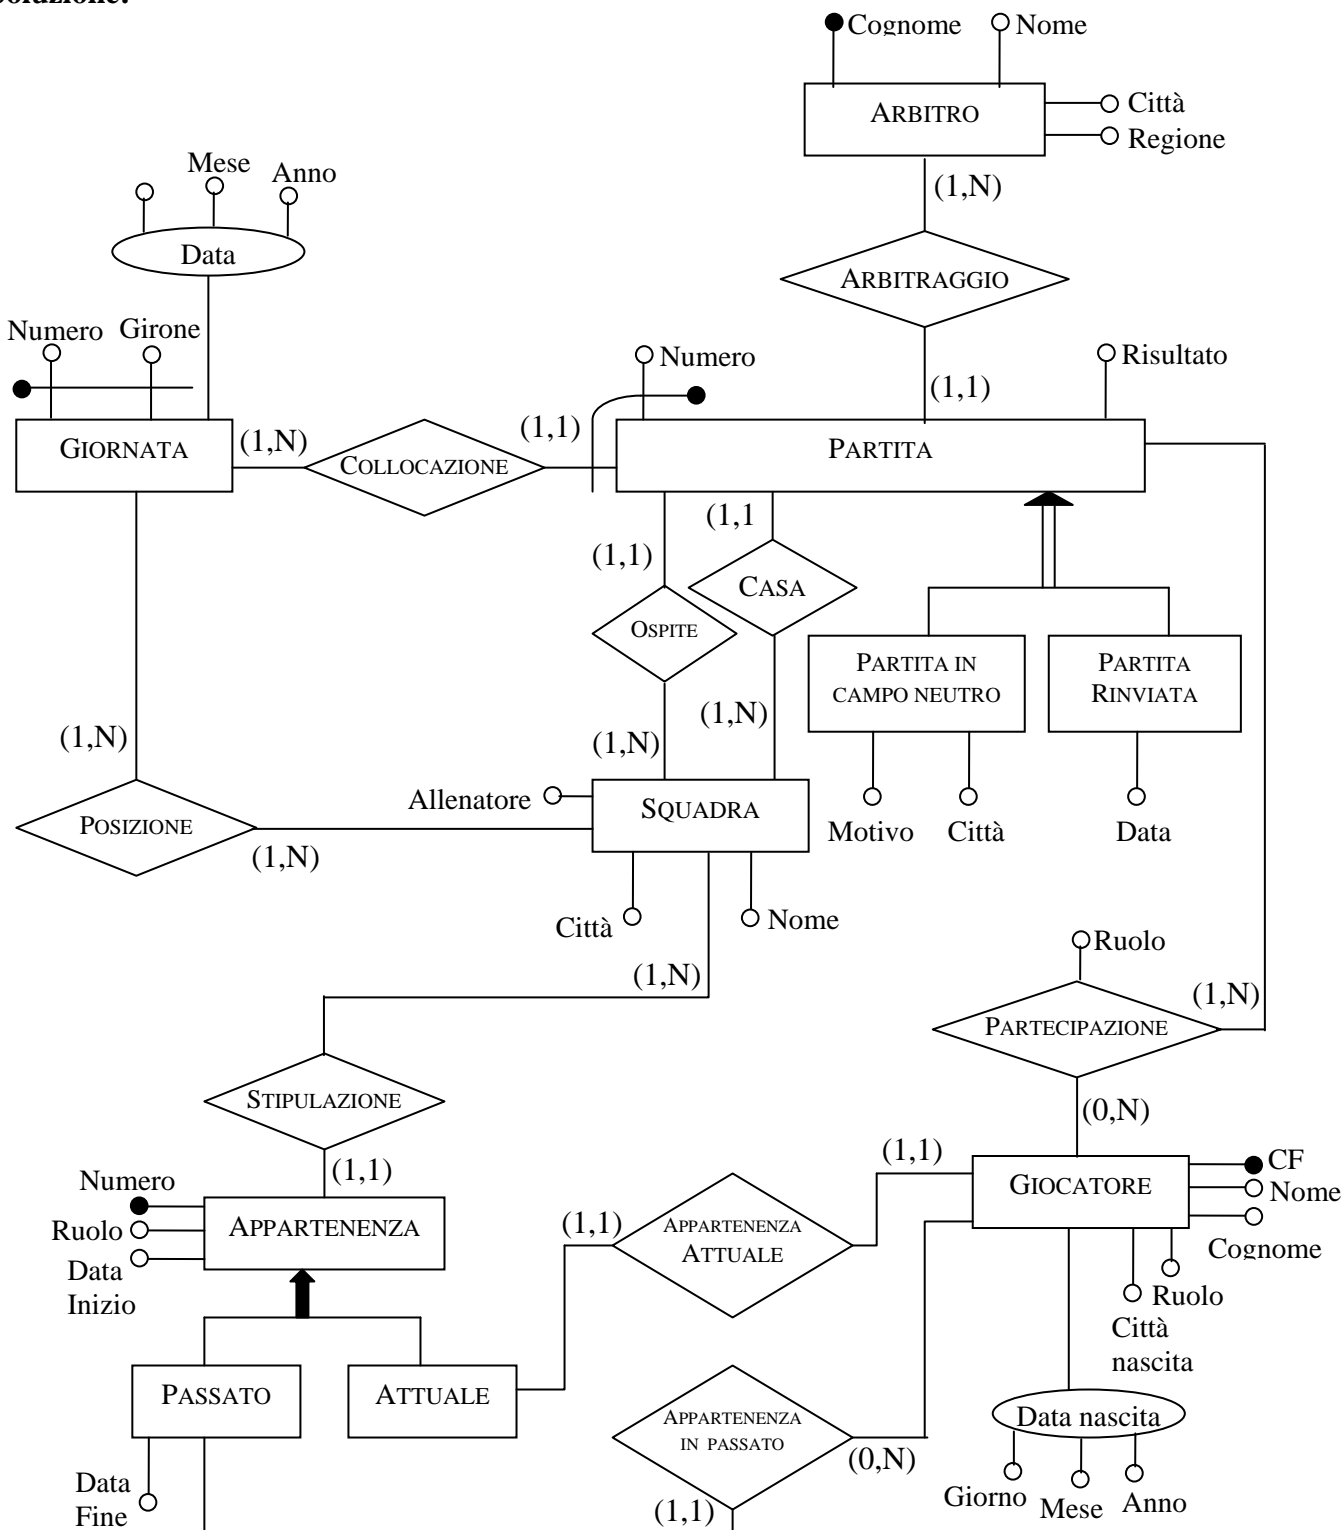 Soluzione:
Cognome
Nome
ARBITRO
Città
Regione
(1,N)
Mese
Anno
Data
ARBITRAGGIO
Numero
Girone
Numero
Risultato
(1,1)
GIORNATA
(1,N)
COLLOCAZIONE
(1,1)
PARTITA
(1,1)
(1,1
OSPITE
CASA
PARTITA IN
CAMPO NEUTRO
PARTITA
RINVIATA
(1,N)
(1,N)
(1,N)
Motivo
Città
Data
POSIZIONE
(1,N)
Allenatore
SQUADRA
Città
Nome
(1,N)
Ruolo
PARTECIPAZIONE
(1,N)
(0,N)
STIPULAZIONE
(1,1)
Numero
Ruolo
Data
Inizio
APPARTENENZA
(1,1)
APPARTENENZA
ATTUALE
(1,1)
GIOCATORE
CF
Nome
Cognome
Ruolo
Città
nascita
PASSATO
ATTUALE
APPARTENENZA
IN PASSATO
(0,N)
(1,1)
Data nascita
Giorno
Mese
Anno
Data
Fine